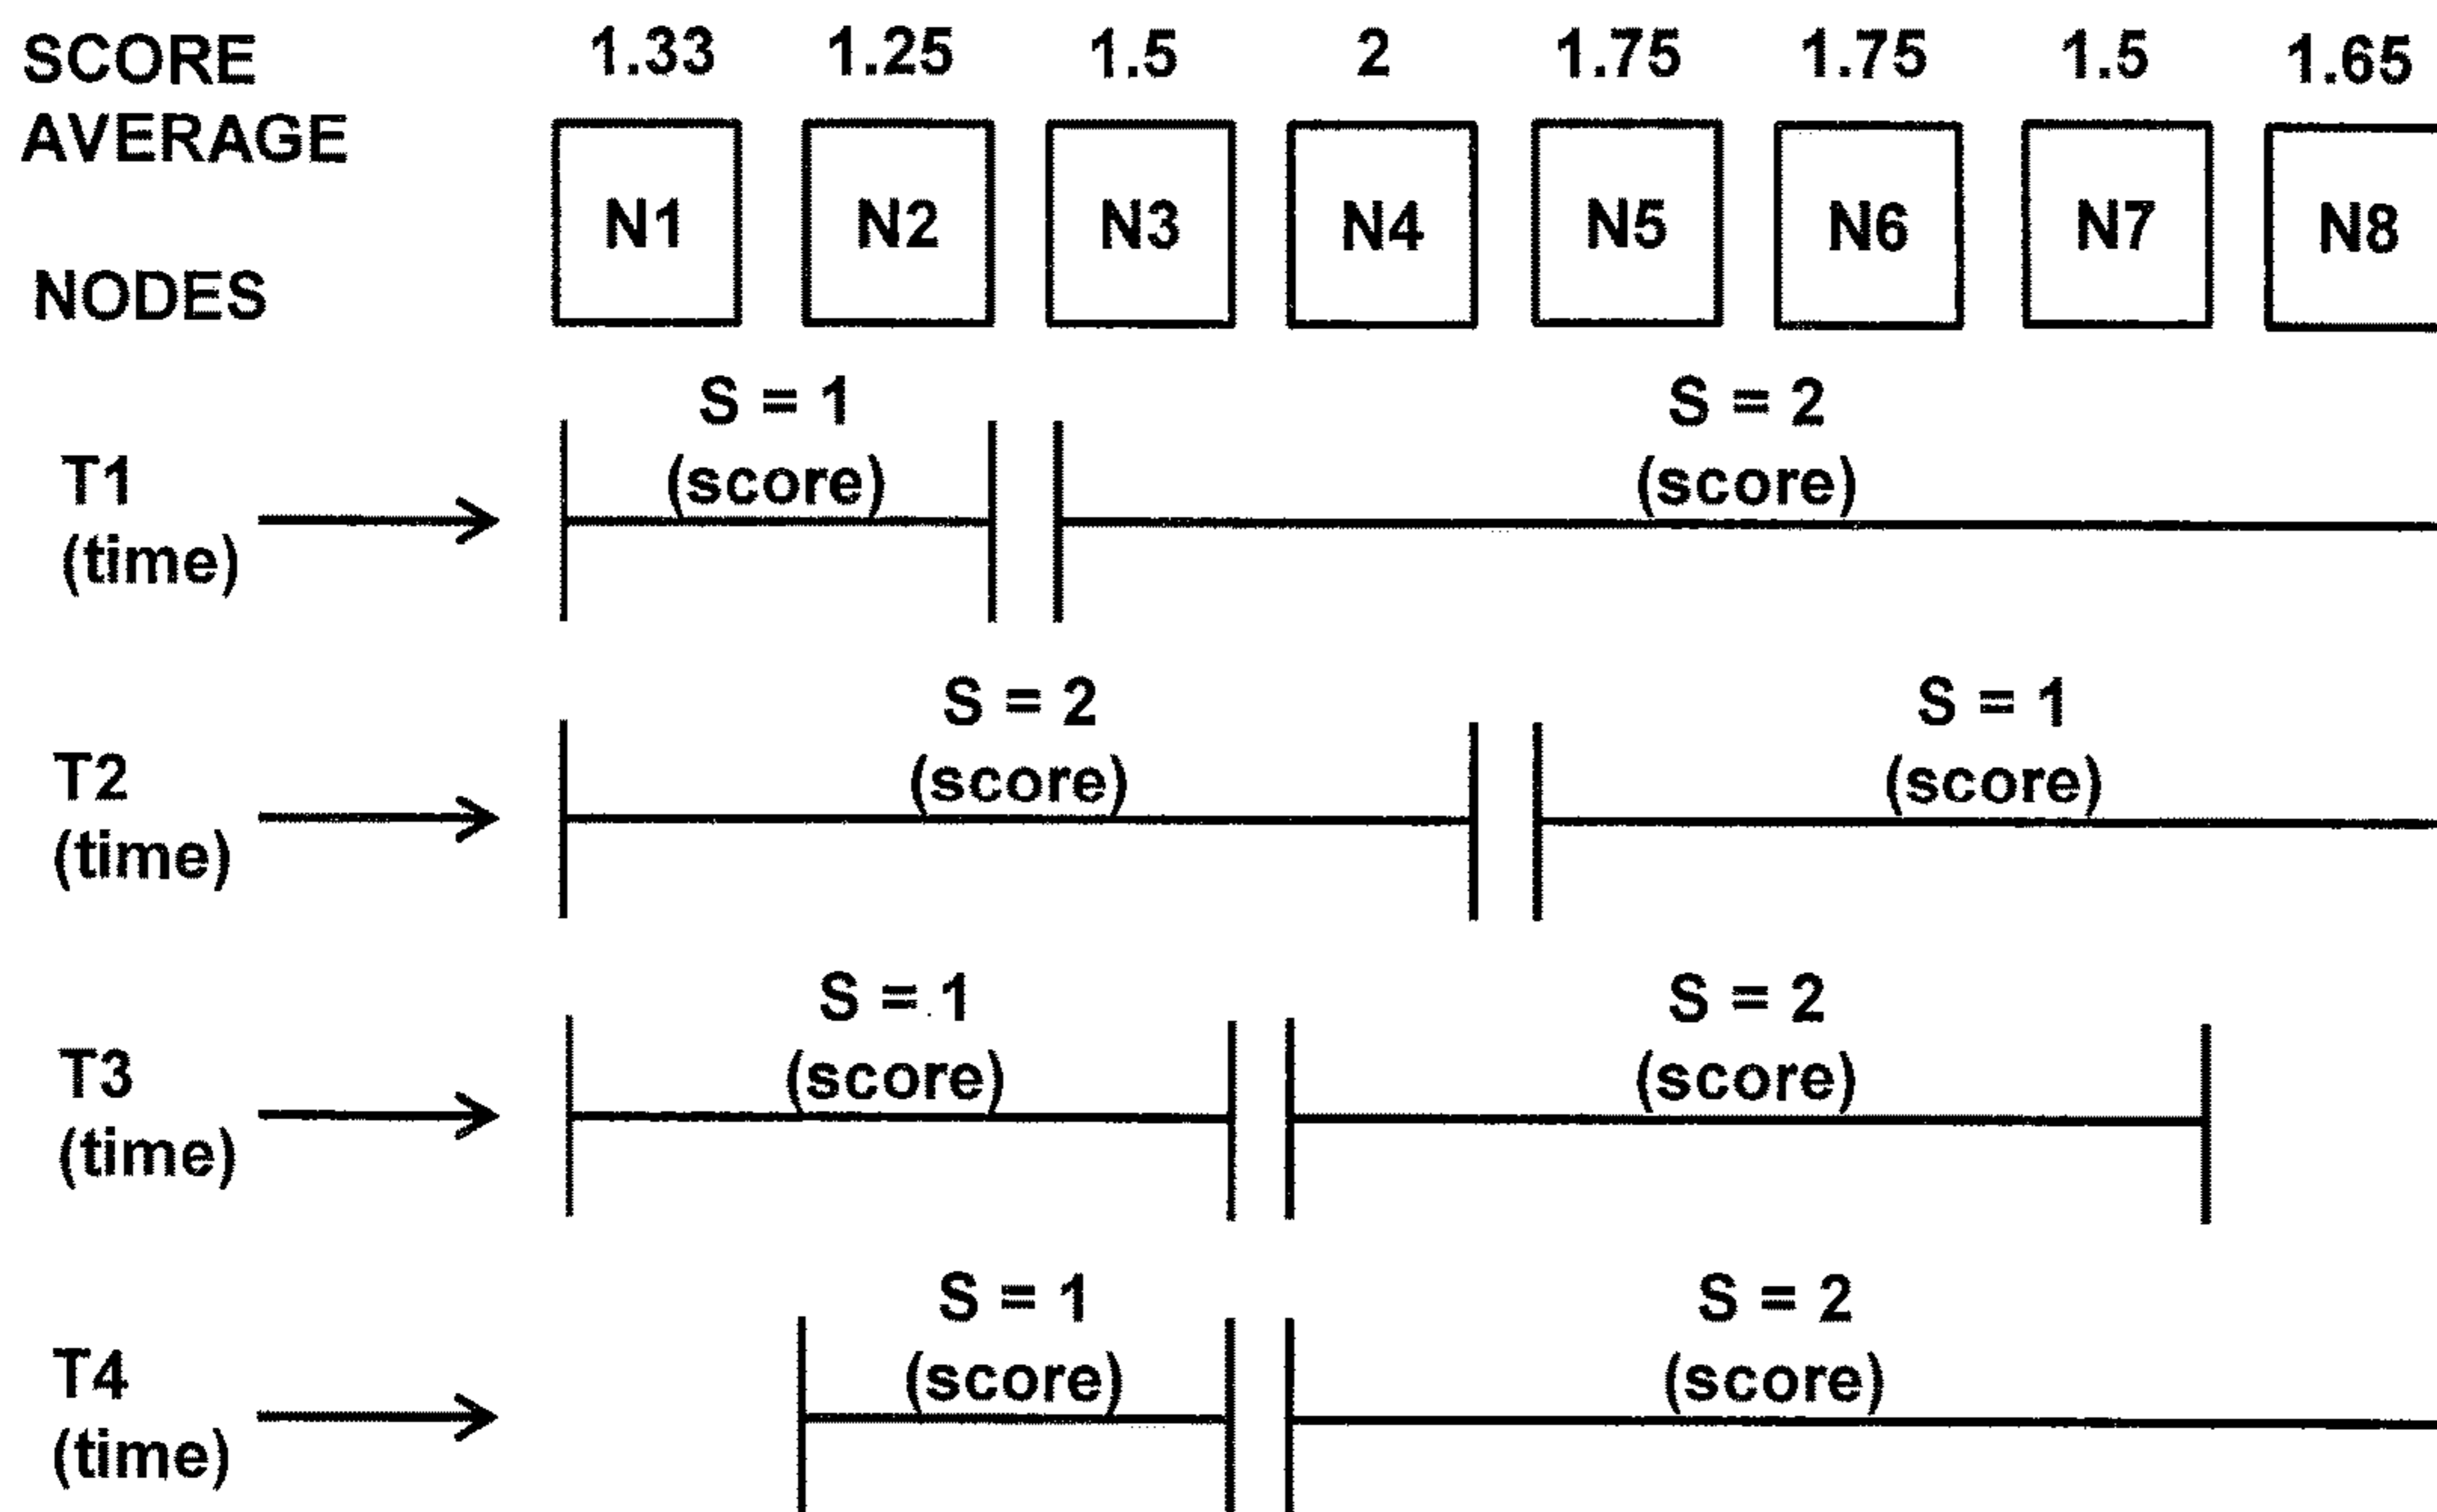 SCORE AVERAGE 1.33 1.25 1.5 2 1.75 1.75 1.5 1.65
NODES N1 N2 N3 N4 N5 N6 N7 N8
S = 1 S = 2
(score) (score)
T1
(time)
S = 2 S = 1
(score) (score)
T2
(time)
S = 1 S = 2
(score) (score)
T3
(time)
S = 1 S = 2
(score) (score)
T4
(time)